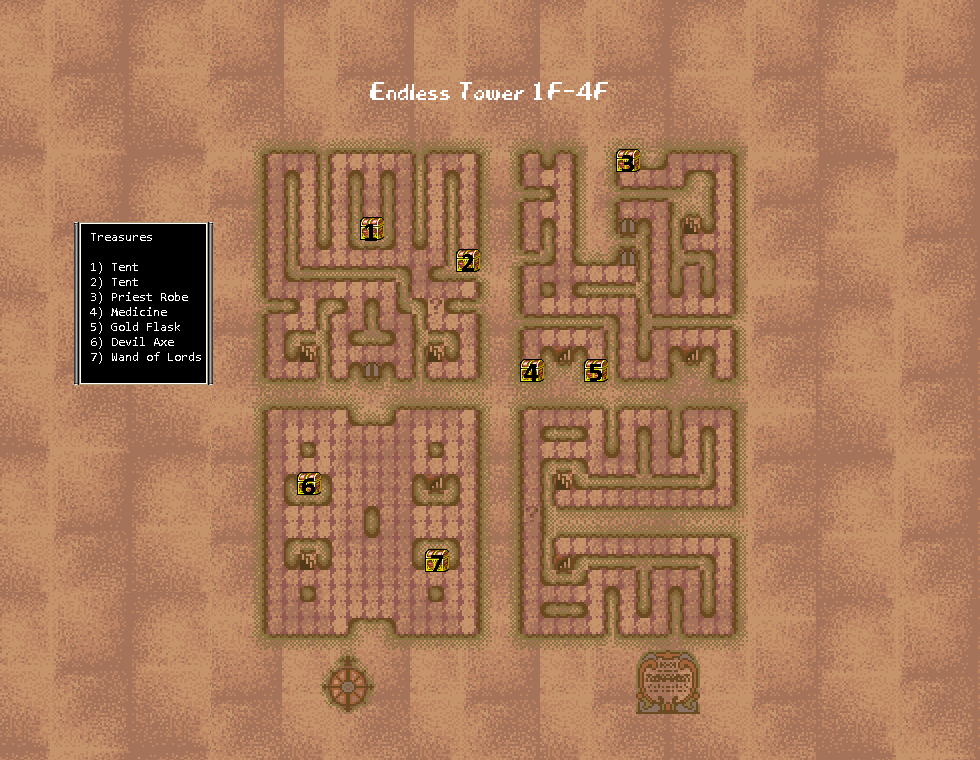 Endless Tower 1F-4F
3
1
Treasures
2
1) Tent
2) Tent
3) Priest Robe
4) Medicine
?
5) Gold Flask
6) Devil Axe
7) Wand of Lords
4
5
6
?
7